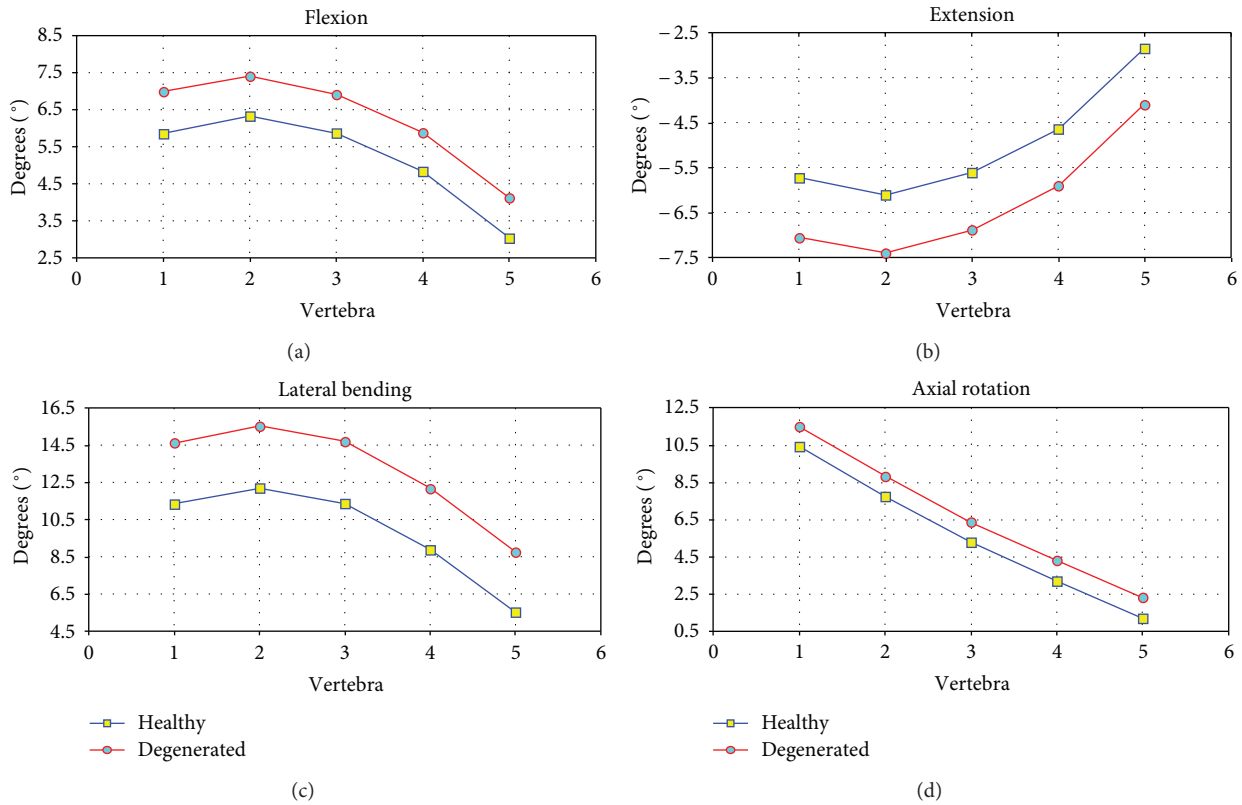 Flexion
8.5
7.5
6.5
5.5
4.5
3.5
2.5
Degrees (°)
0 1 2 3 4 5 6
Vertebra
(a)
Extension
−2.5
−3.5
−4.5
−5.5
−6.5
−7.5
Degrees (°)
0 1 2 3 4 5 6
Vertebra
(b)
Lateral bending
16.5
14.5
12.5
10.5
8.5
6.5
4.5
Degrees (°)
0 1 2 3 4 5 6
Vertebra
Healthy
Degenerated
(c)
Axial rotation
12.5
10.5
8.5
6.5
4.5
2.5
0.5
Degrees (°)
0 1 2 3 4 5 6
Vertebra
Healthy
Degenerated
(d)